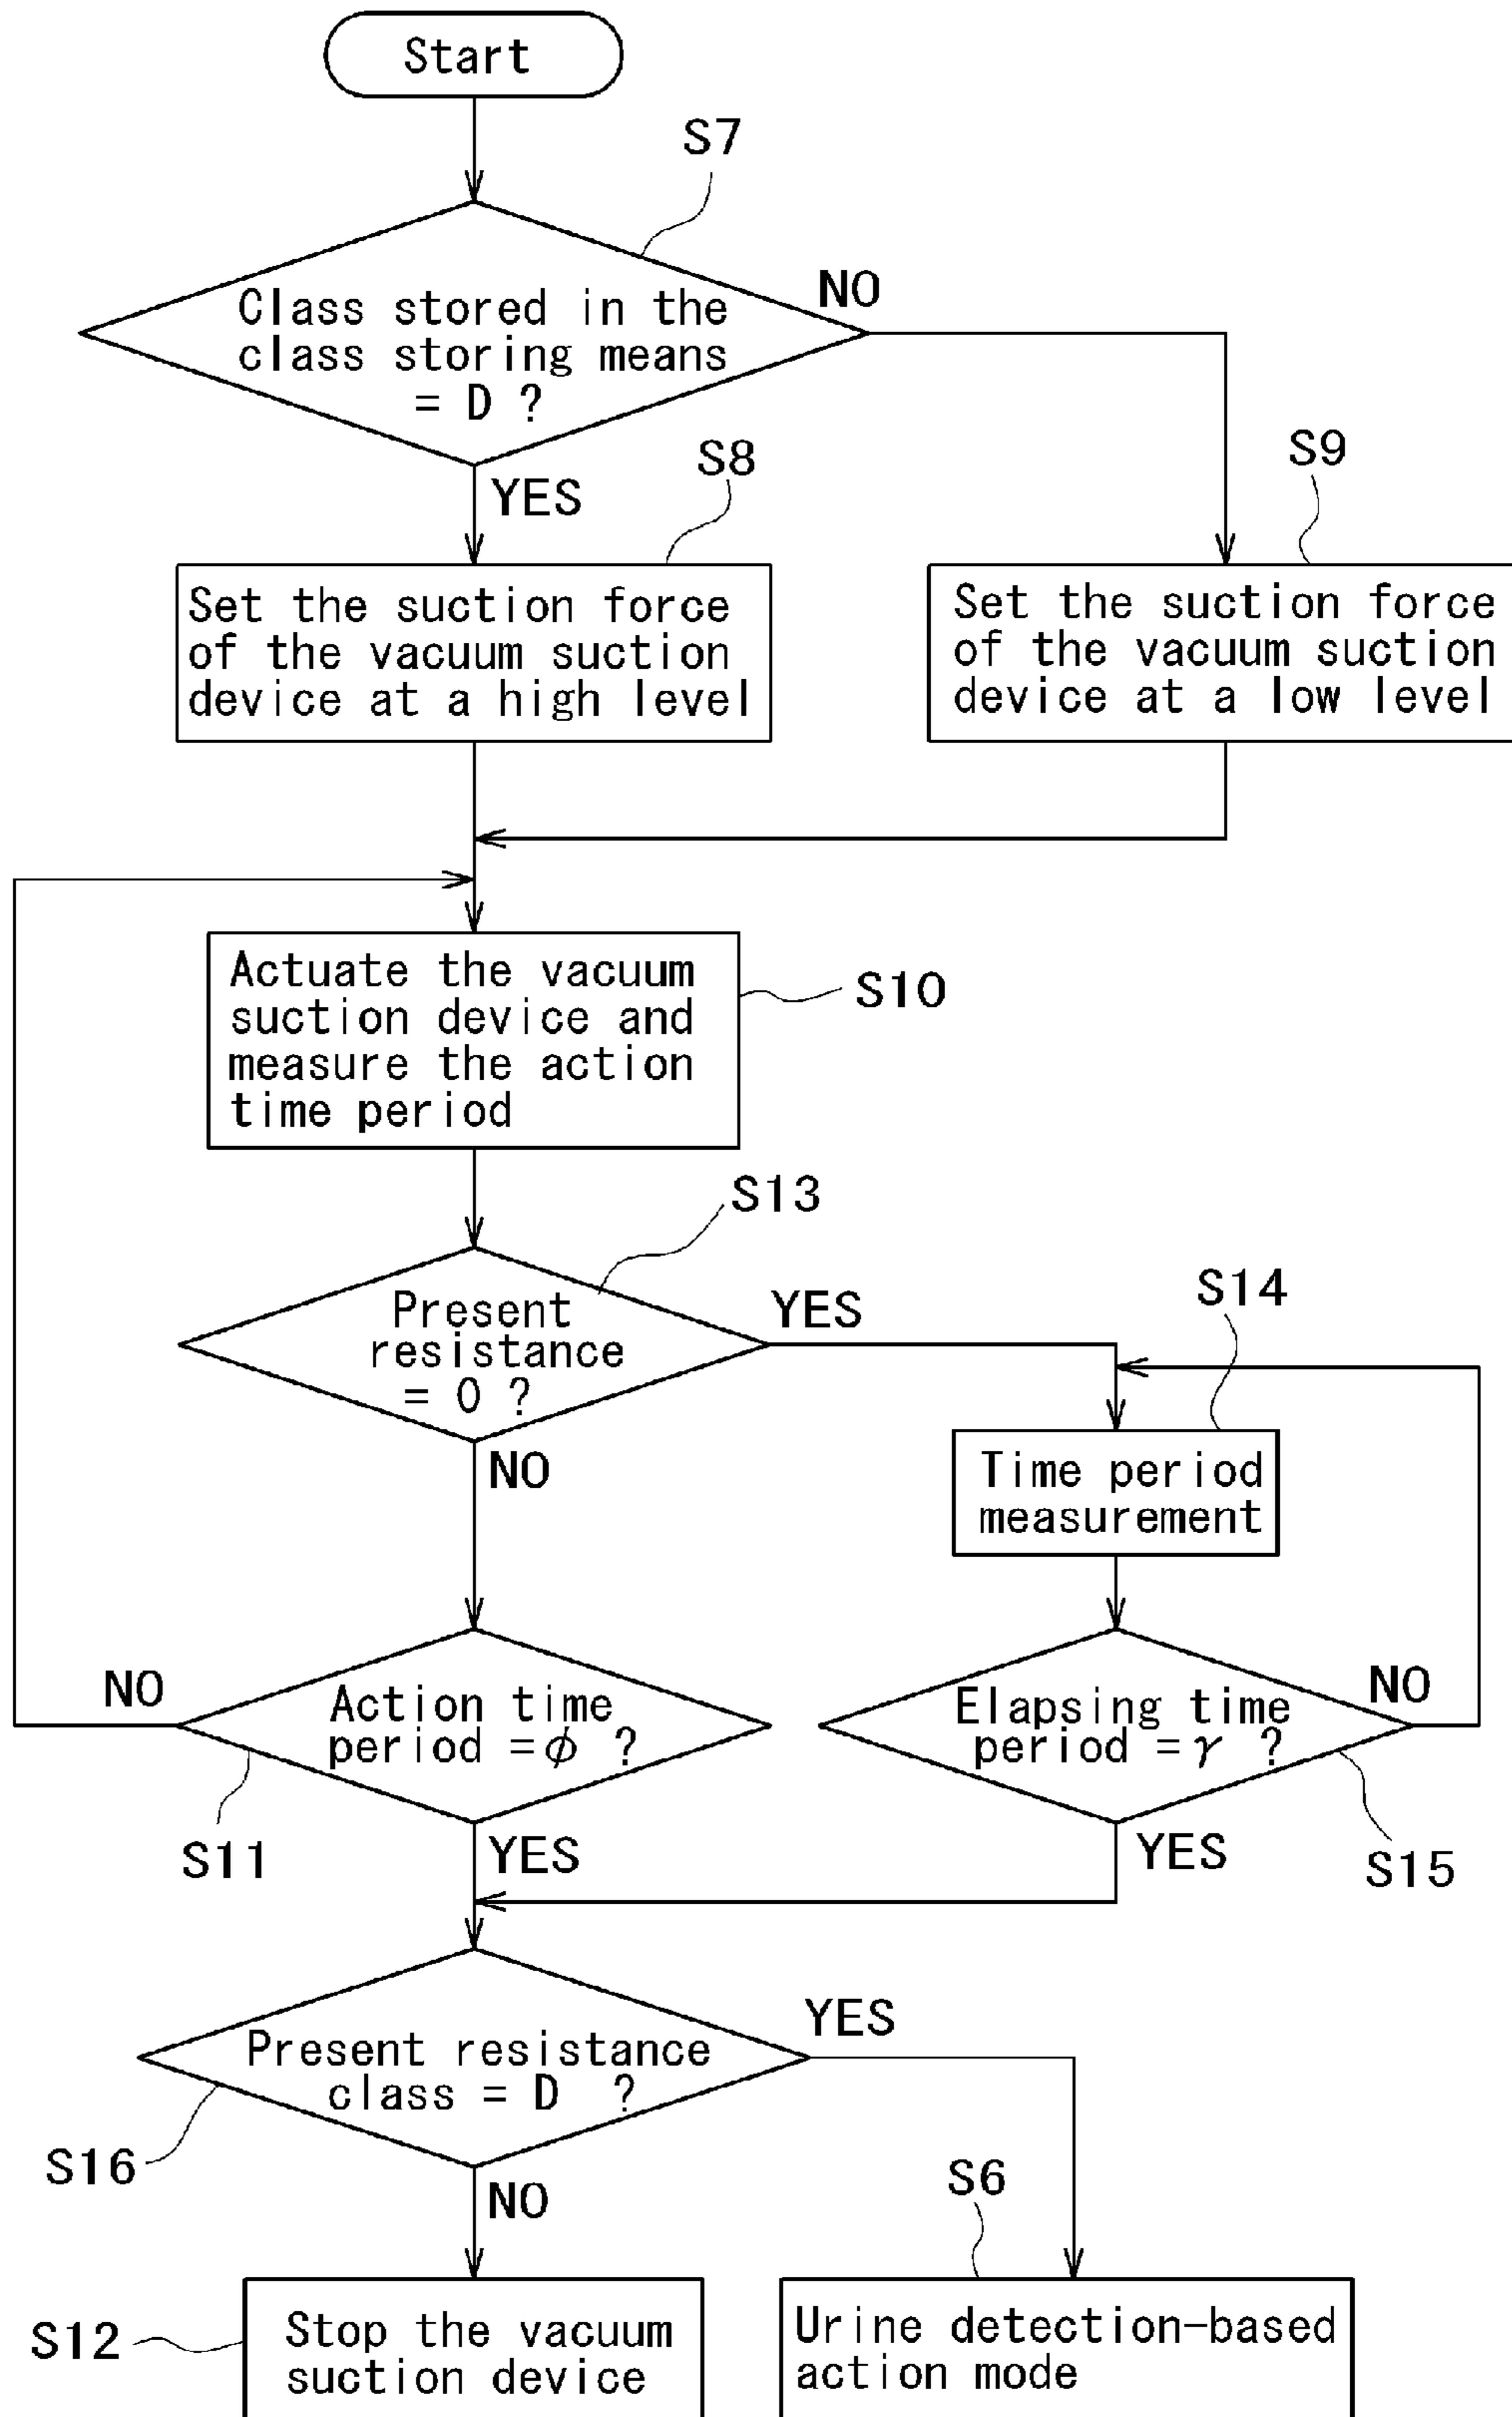 Start
S7
Class stored in the
class storing means
= D ?
NO
YES
S8
S9
Set the suction force
of the vacuum suction
device at a high level
Set the suction force
of the vacuum suction
device at a low level
Actuate the vacuum
suction device and
measure the action
time period
S10
S13
Present
resistance
= 0 ?
YES
NO
S14
Time period
measurement
NO
Action time
period =φ ?
S11
YES
Elapsing time
period =γ ?
NO
YES
S15
Present resistance
class = D ?
YES
S16
NO
S6
S12
Stop the vacuum
suction device
Urine detection-based
action mode